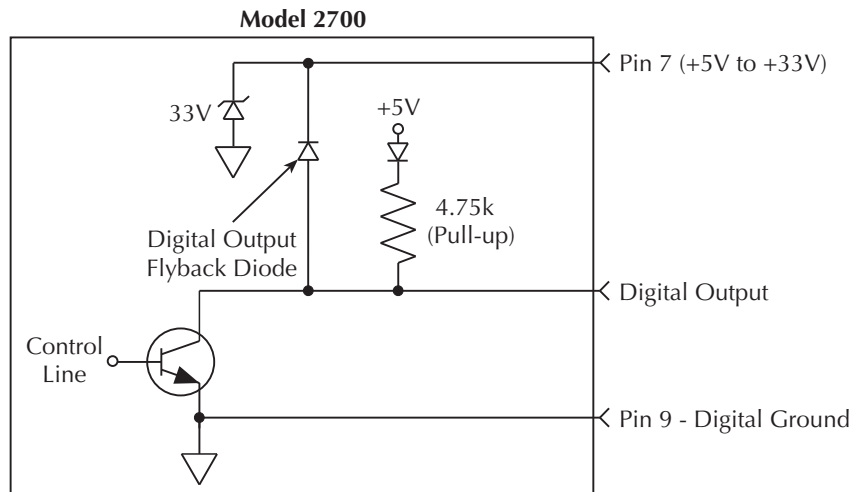 Model 2700
Pin 7 (+5V to +33V)
33V
+5V
4.75k
(Pull-up)
Digital Output
Flyback Diode
Digital Output
Control
Line
Pin 9 - Digital Ground